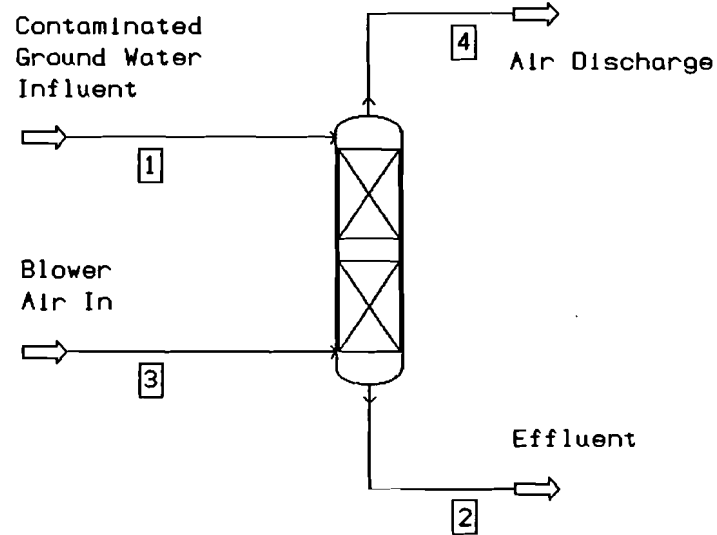 Contaminated
Ground Water
Influent
1
4
Air Discharge
Blower
Air In
3
Effluent
2